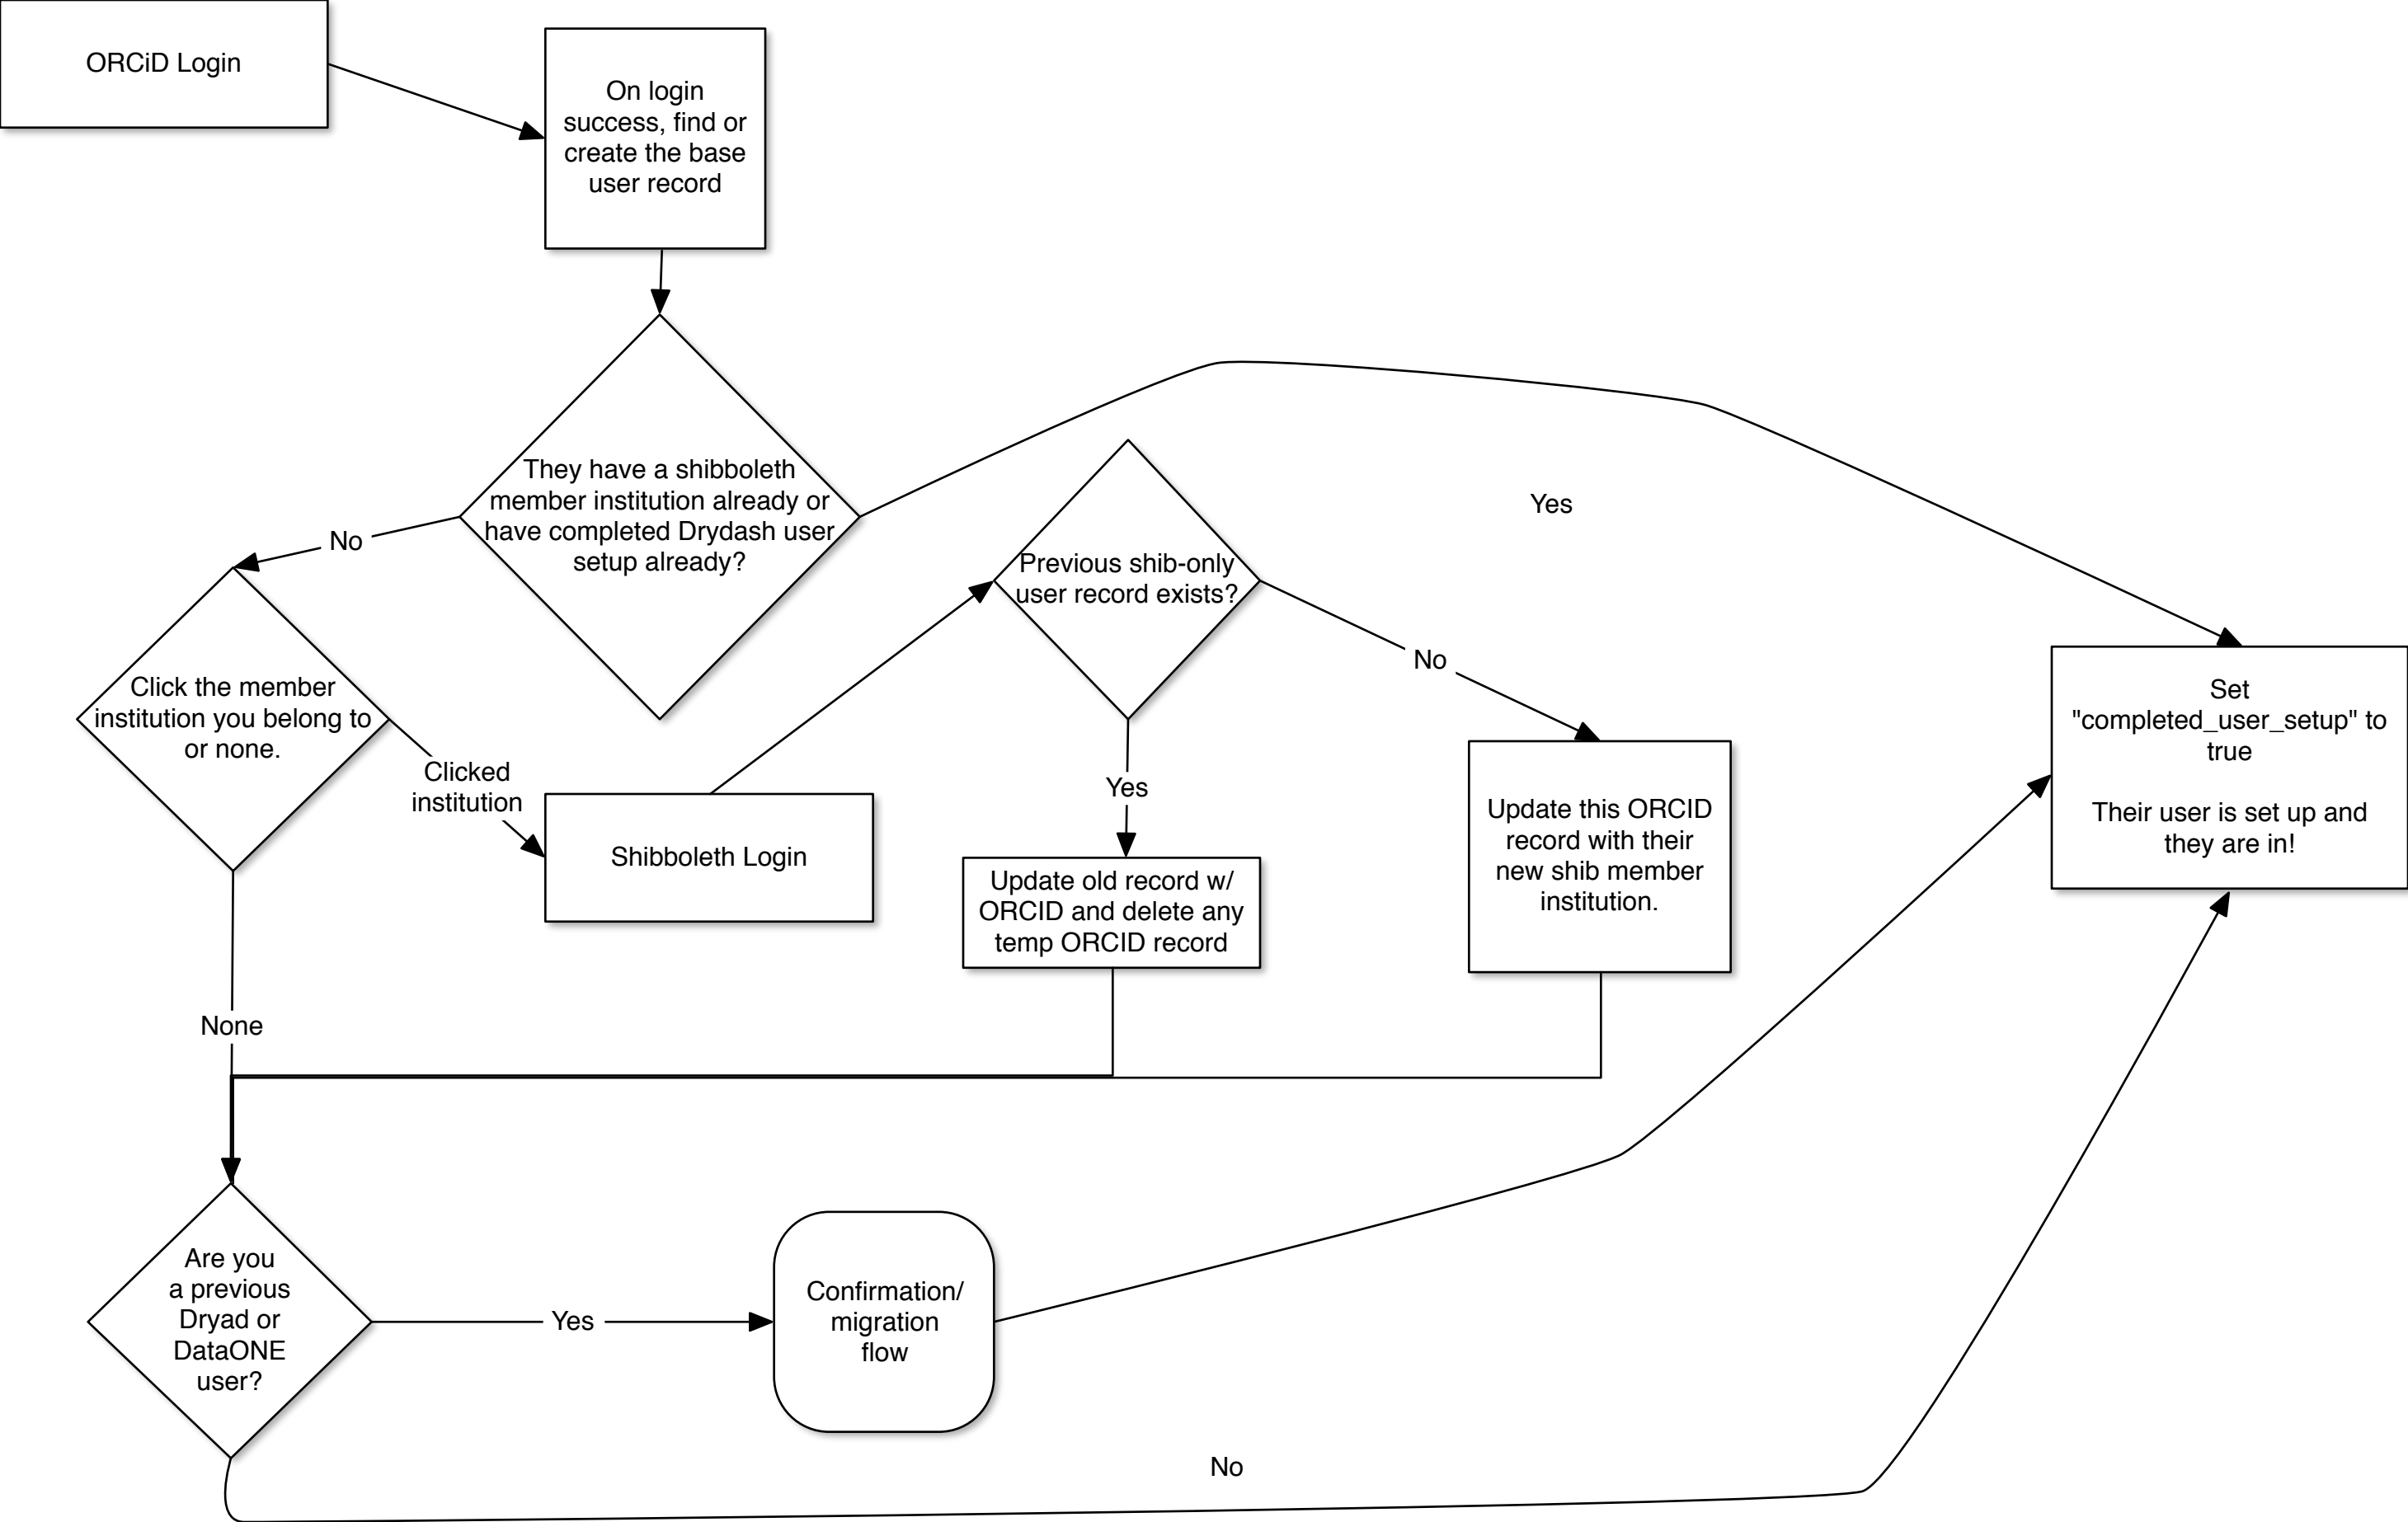 ORCiD Login
On login
success, find or
create the base
user record
They have a shibboleth
member institution already or
have completed Drydash user
setup already?
Yes
No
Previous shib-only
user record exists?
No
Click the member
institution you belong to
or none.
Clicked
institution
Shibboleth Login
Yes
Update old record w/
ORCID and delete any
temp ORCID record
Update this ORCID
record with their
new shib member
institution.
Set
"completed_user_setup" to
true
Their user is set up and
they are in!
None
Are you
a previous
Dryad or
DataONE
user?
Yes
Confirmation/
migration
flow
No